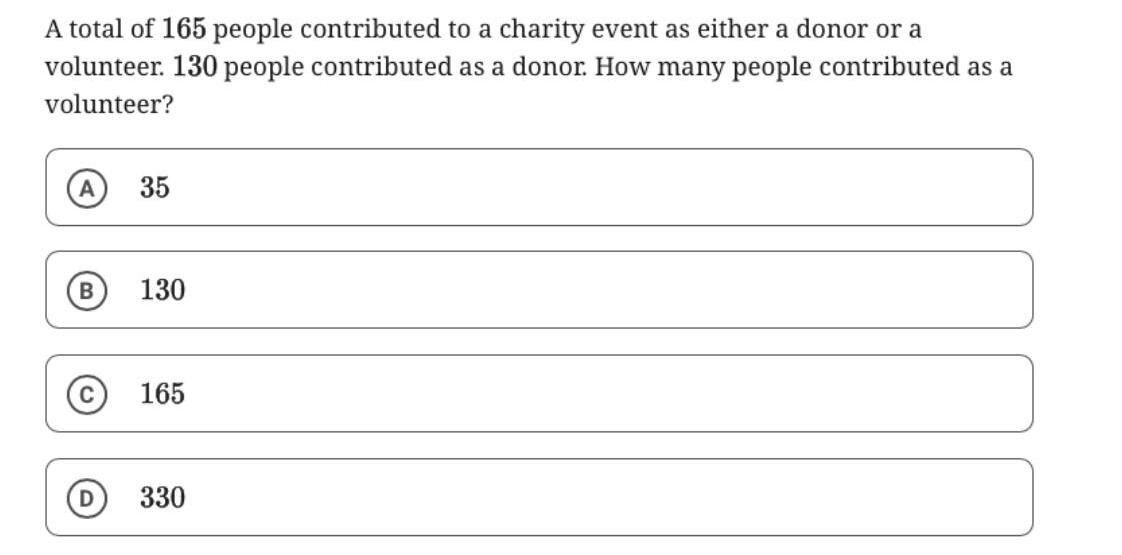 A total of 165 people contributed to a charity event as either a donor or a
volunteer. 130 people contributed as a donor. How many people contributed as a
volunteer?
A 35
B 130
C 165
D 330